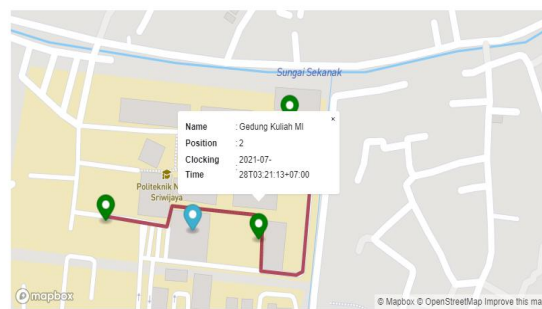 Sungai Sekanak
×
Name : Gedung Kuliah MI
Position : 2
Clocking : 2021-07-
Time 28T03:21:13+07:00
Politeknik N
Sriwijaya
mapbox
© Mapbox © OpenStreetMap Improve this ma